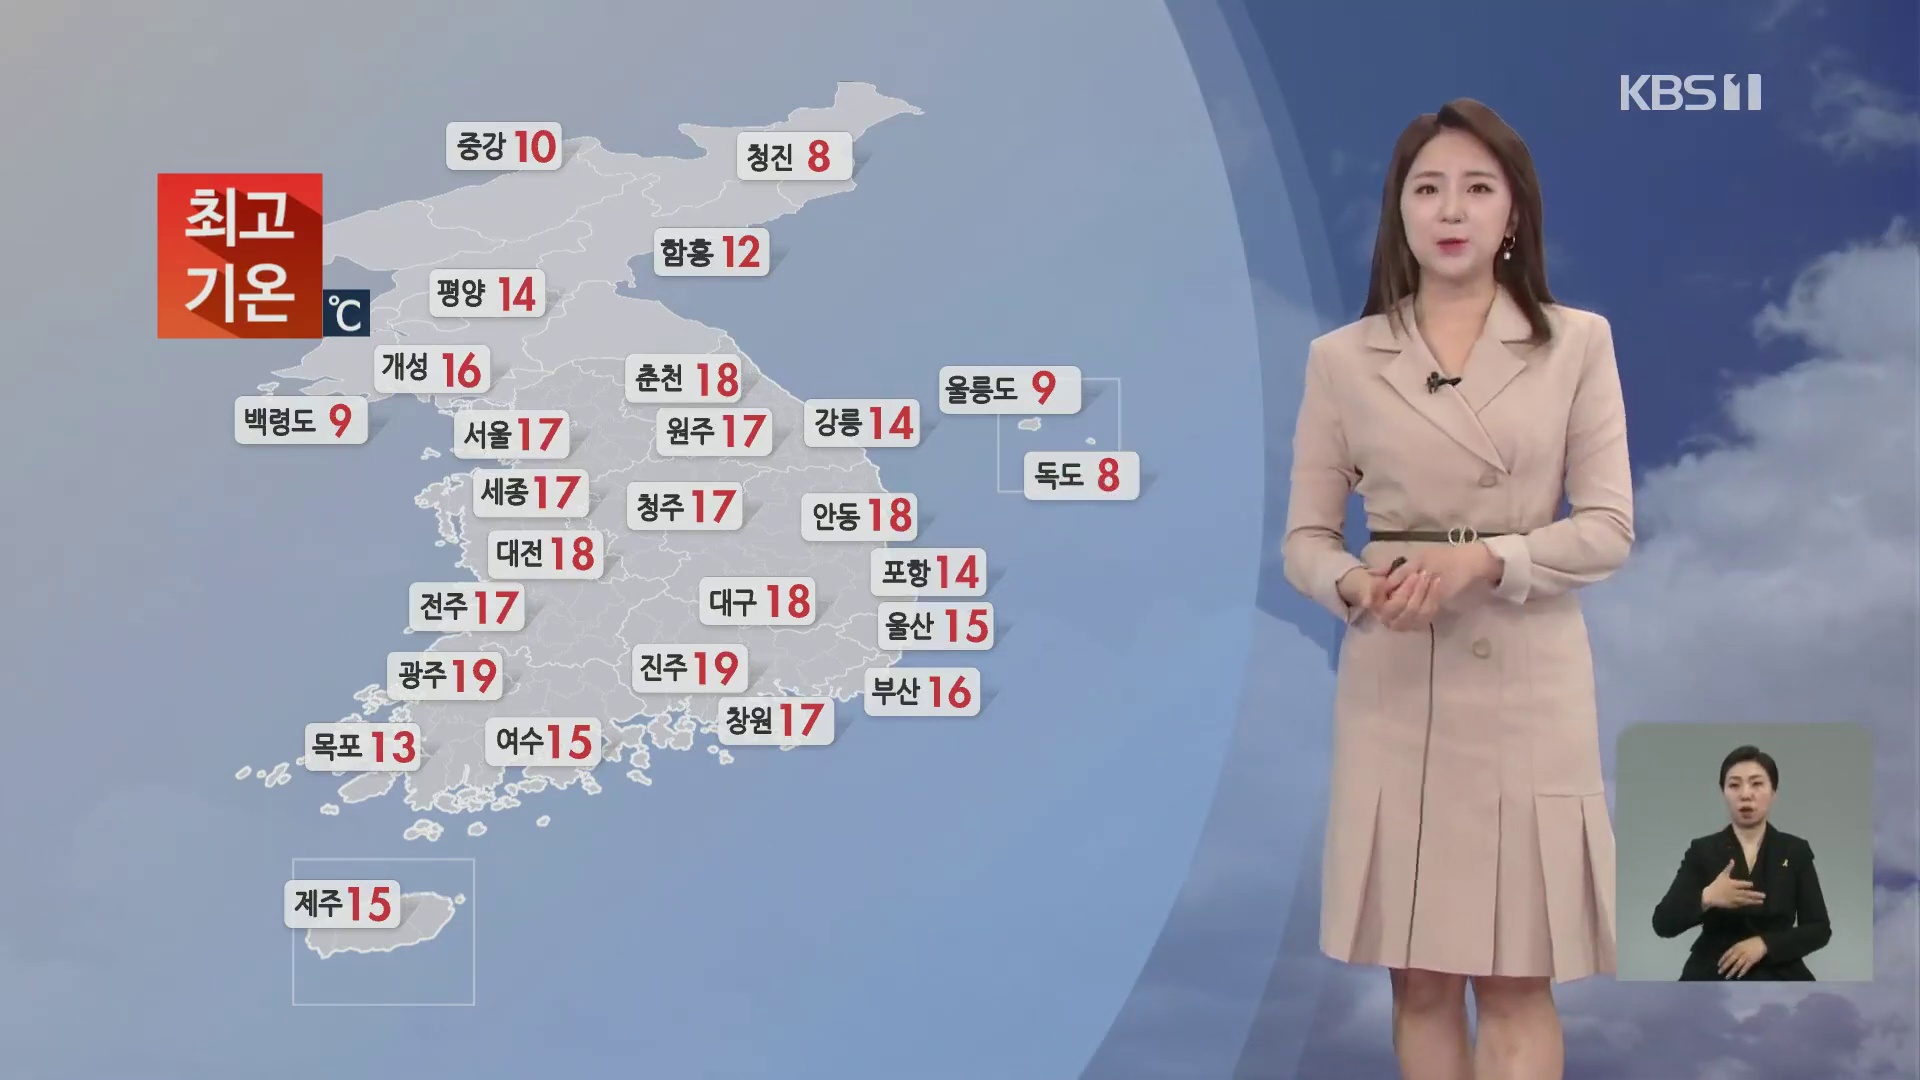 KBS 1
최고
기온
℃
중강 10
청진 8
함흥 12
평양 14
개성 16
춘천 18
울릉도 9
백령도 9
서울 17
원주 17
강릉 14
독도 8
세종 17
청주 17
안동 18
대전 18
포항 14
전주 17
대구 18
울산 15
광주 19
진주 19
부산 16
창원 17
목포 13
여수 15
제주 15